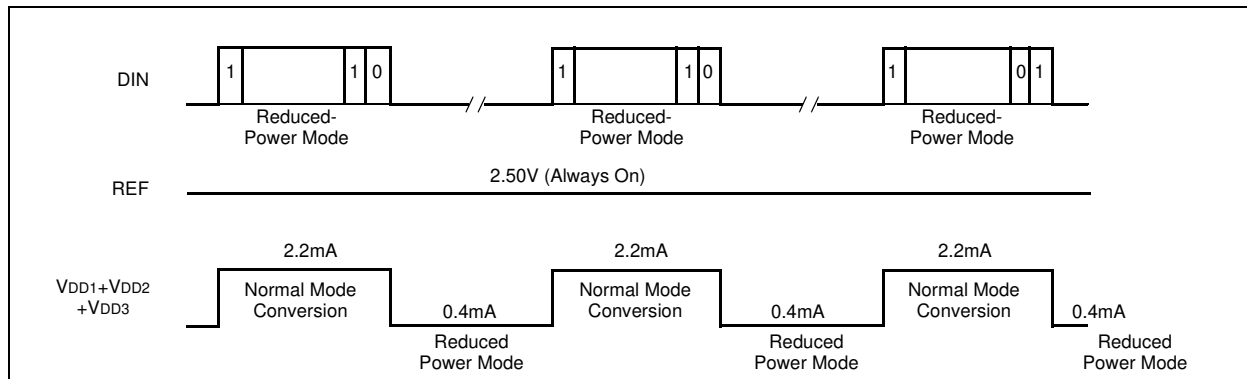 DIN
1 1 0
1 1 0
1 0 1
Reduced-
Power Mode
Reduced-
Power Mode
Reduced-
Power Mode
REF
2.50V (Always On)
VDD1+VDD2
+VDD3
2.2mA
Normal Mode
Conversion
0.4mA
Reduced
Power Mode
2.2mA
Normal Mode
Conversion
0.4mA
Reduced
Power Mode
2.2mA
Normal Mode
Conversion
0.4mA
Reduced
Power Mode